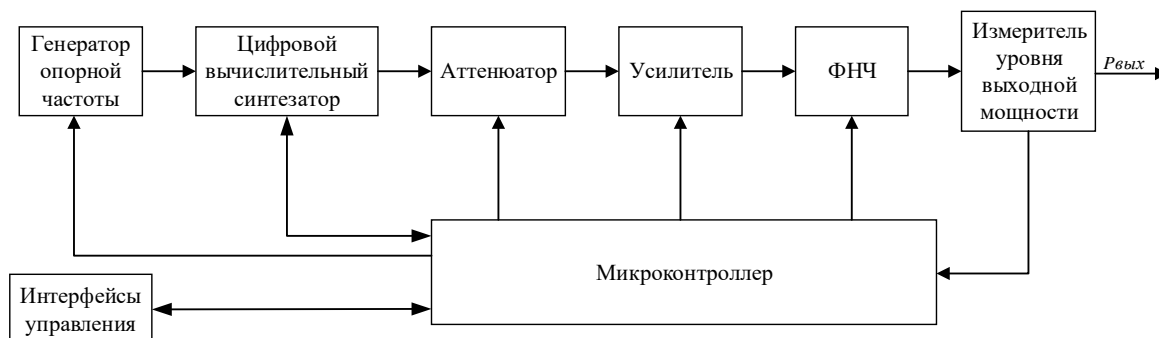 Генератор
опорной
частоты
Цифровой
вычислительный
синтезатор
Аттенюатор
Усилитель
ФНЧ
Измеритель
уровня
выходной
мощности
Pвых
Микроконтроллер
Интерфейсы
управления